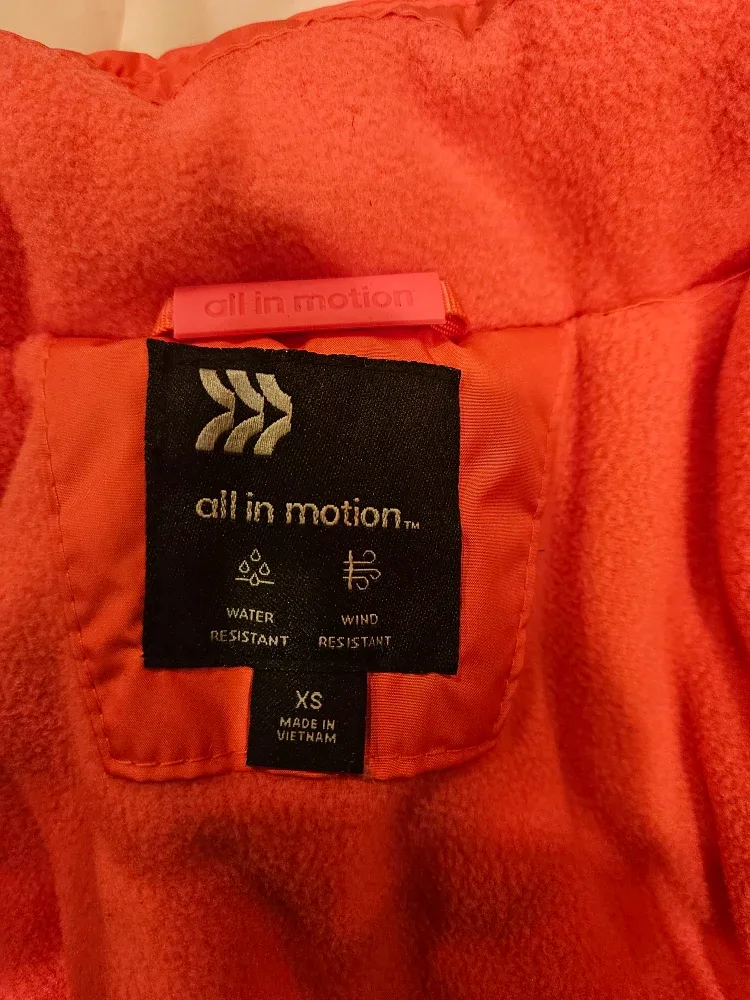 all in motion
all in motion™
WATER
RESISTANT
WIND
RESISTANT
XS
MADE IN
VIETNAM